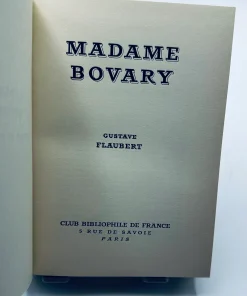 MADAME
BOVARY
GUSTAVE
FLAUBERT
CLUB BIBLIOPHILE DE FRANCE
5 RUE DE SAVOIE
PARIS